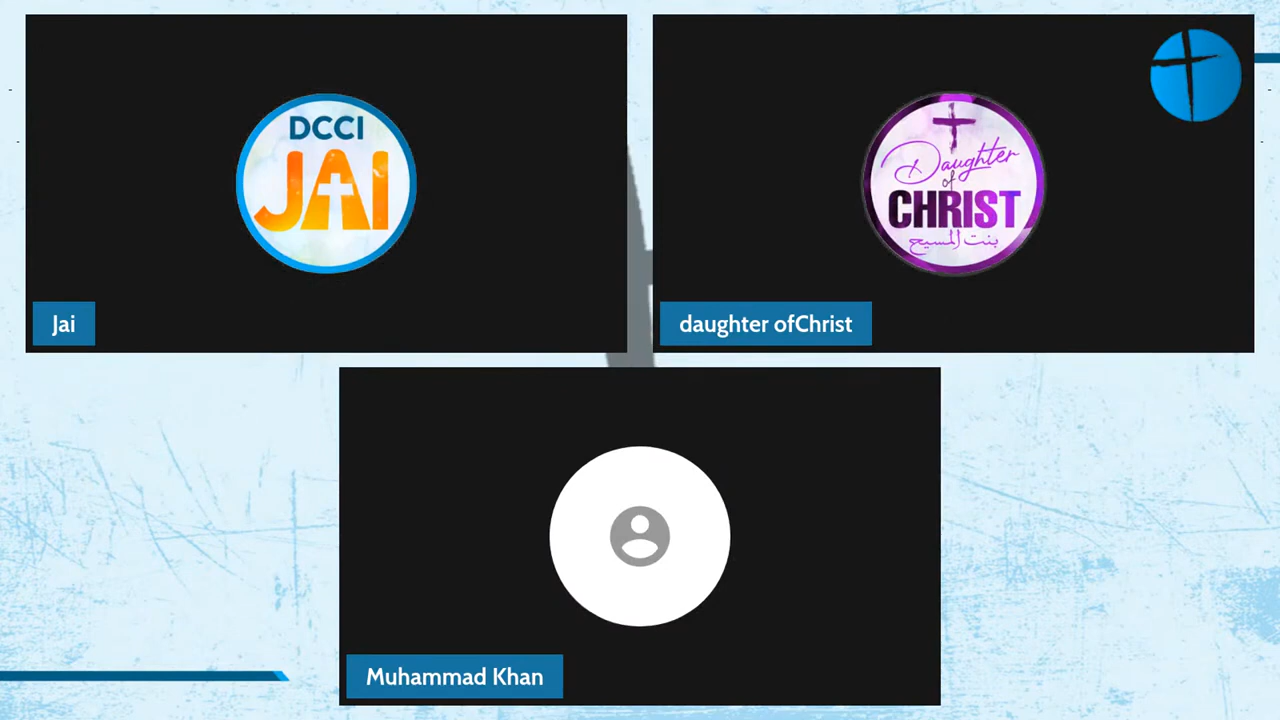 DCCI
JAI
Jai
Daughter
of
CHRIST
بنت المسيح
daughter ofChrist
Muhammad Khan